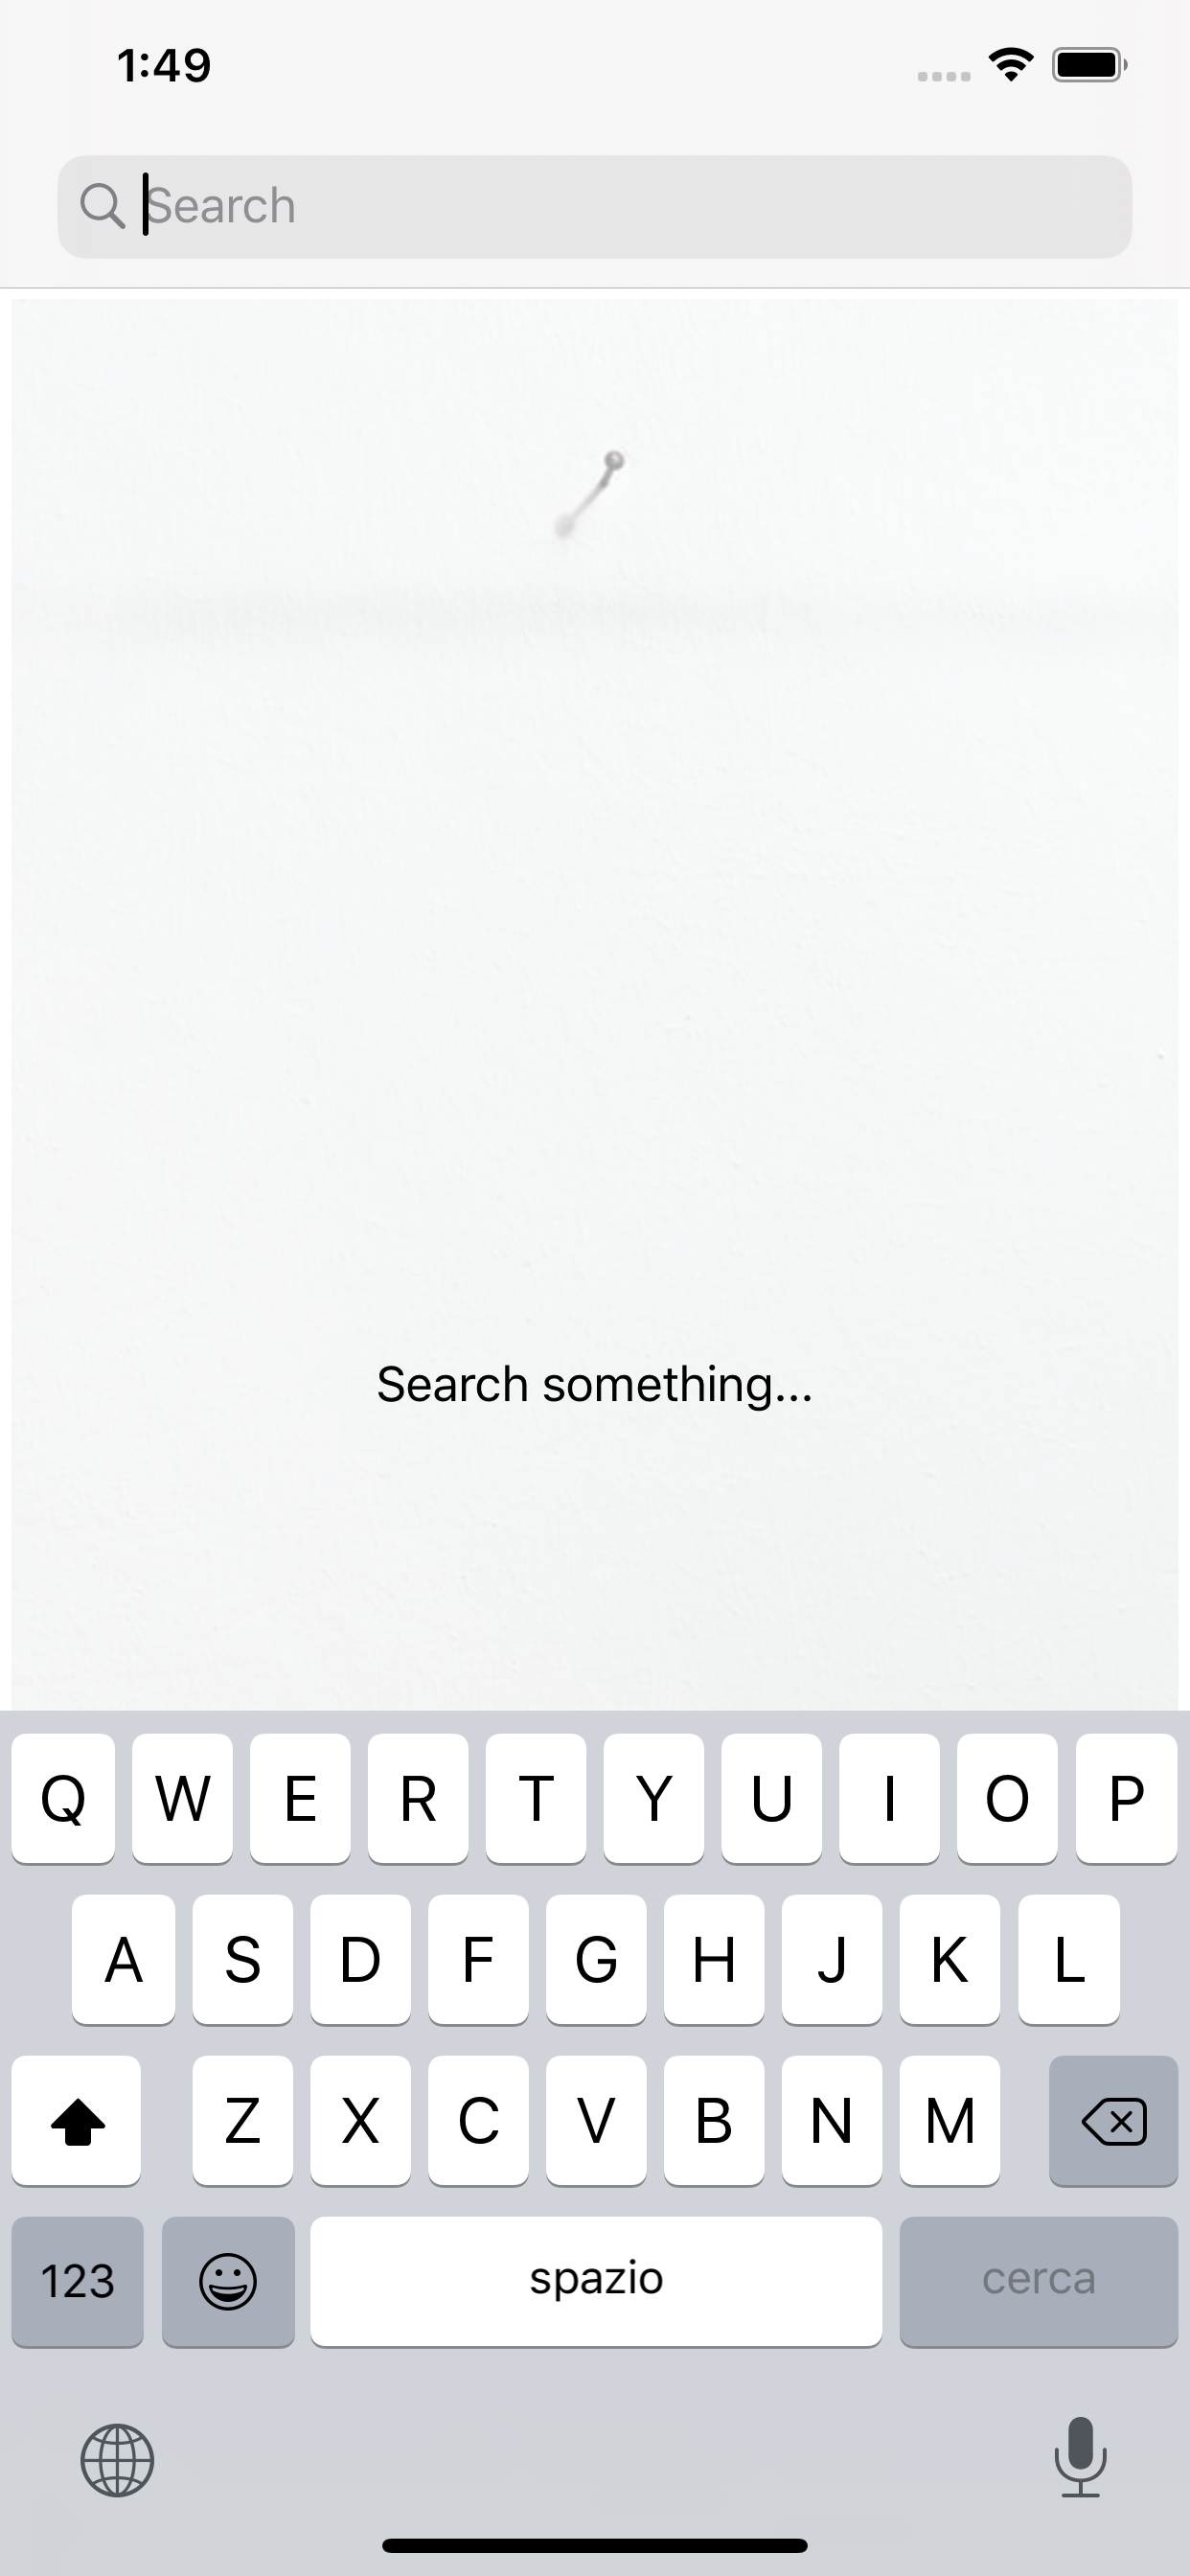 1:49
Search
Search something...
Q W E R T Y U I O P
A S D F G H J K L
Z X C V B N M
123 spazio cerca